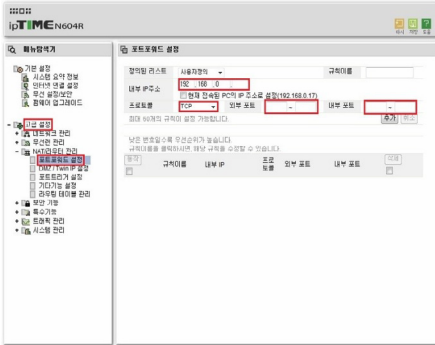 ipTIME N604R
메뉴탐색기
기본 설정
시스템 요약 정보
인터넷 연결 설정
무선 설정/보안
펌웨어 업그레이드
고급 설정
네트워크 관리
무선랜 관리
NAT/라우터 관리
포트포워드 설정
DMZ / Twin IP 설정
포트트리거 설정
기타기능 설정
라우팅 테이블 관리
보안 기능
특수기능
트래픽 관리
시스템 관리
포트포워드 설정
정의된 리스트 사용자정의 규칙이름
내부 IP주소 192 . 168 . 0 .
현재 접속된 PC의 IP 주소로 설정(192.168.0.17)
프로토콜 TCP 외부 포트 - 내부 포트 -
최대 60개의 규칙이 설정 가능합니다. 추가 취소
낮은 번호일수록 우선순위가 높습니다.
규칙이름을 클릭하시면, 해당 규칙을 수정할 수 있습니다.
동작 규칙이름 내부 IP 프로토콜 외부 포트 내부 포트 삭제